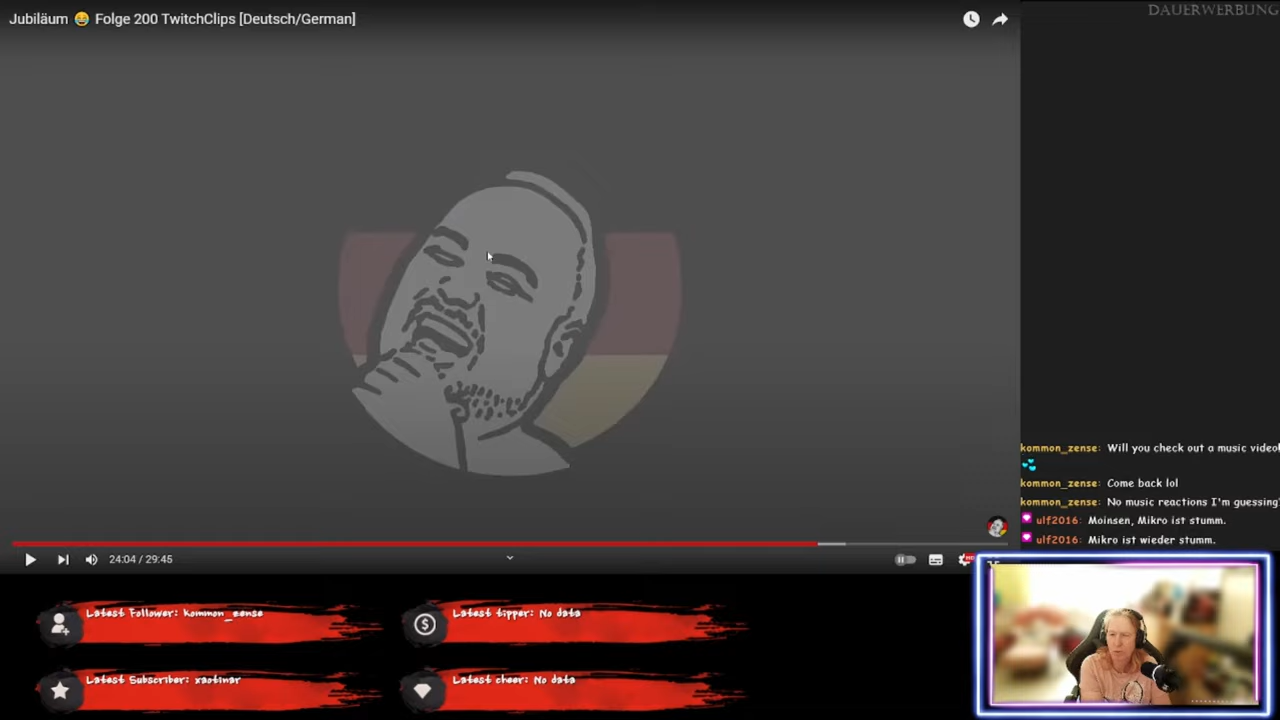 Jubiläum 😂 Folge 200 TwitchClips [Deutsch/German]
DAUERWERBUNG
kommon_zense: Will you check out a music video
kommon_zense: Come back lol
kommon_zense: No music reactions I'm guessing
ulf2016: Moinsen, Mikro ist stumm.
ulf2016: Mikro ist wieder stumm.
24:04 / 29:45
HD
Latest Follower: Kommon_zense
Latest tipper: No data
Latest Subscriber: xaotinar
Latest cheer: No data